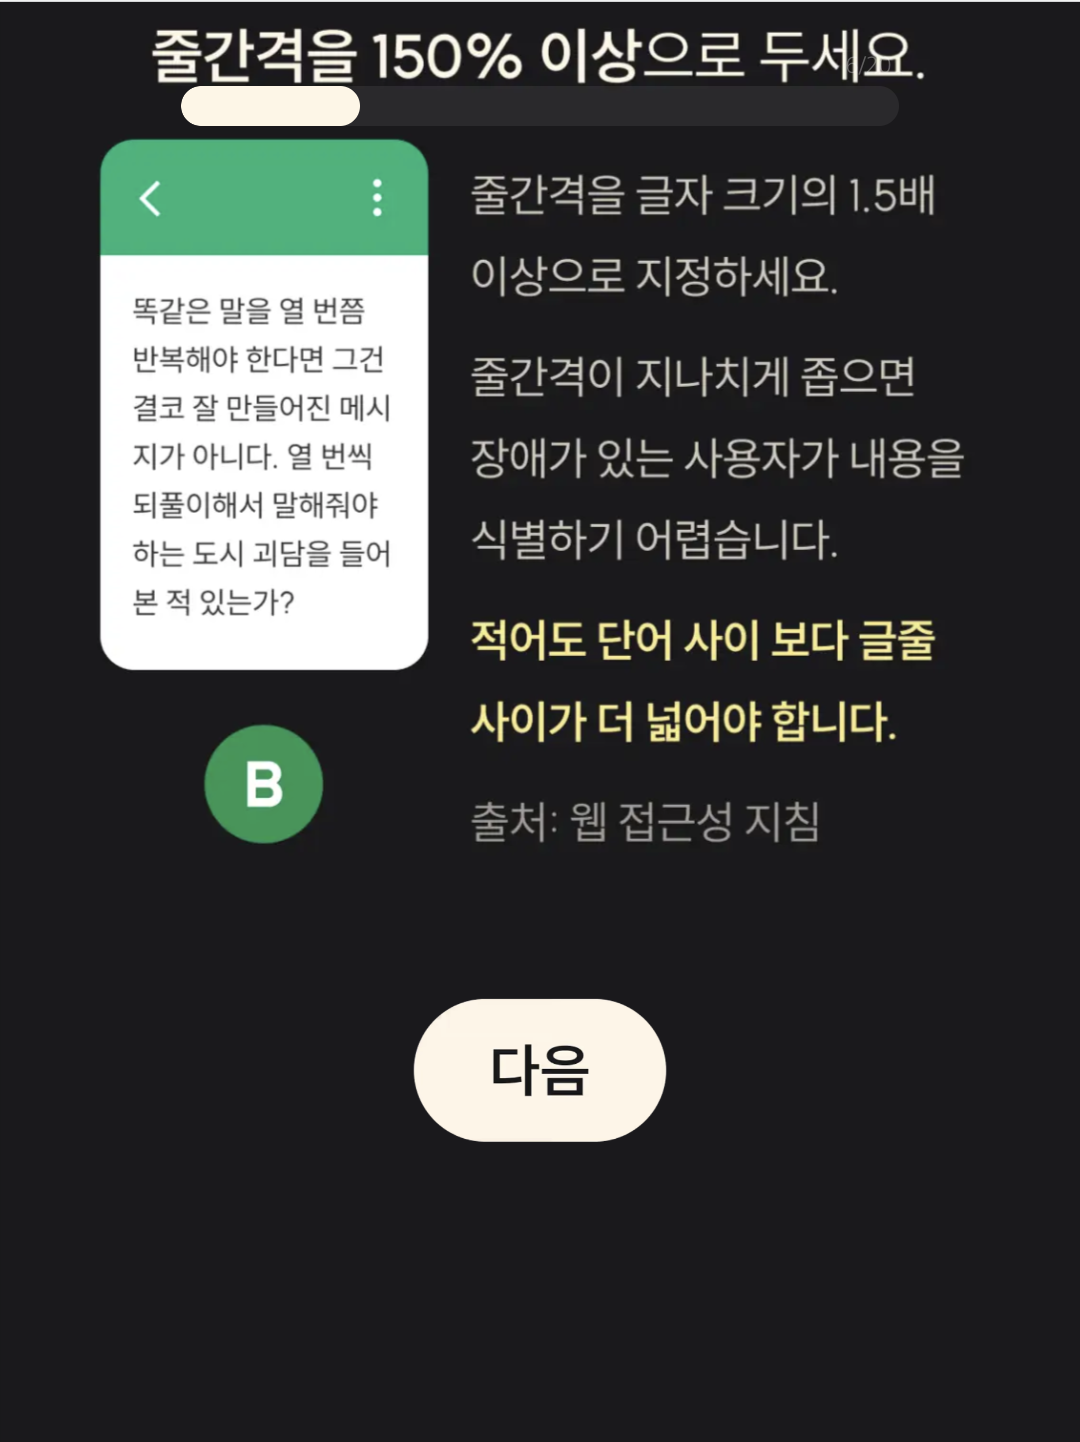 줄간격을 150% 이상으로 두세요.
6/20
똑같은 말을 열 번쯤
반복해야 한다면 그건
결코 잘 만들어진 메시
지가 아니다. 열 번씩
되풀이해서 말해줘야
하는 도시 괴담을 들어
본 적 있는가?
B
줄간격을 글자 크기의 1.5배
이상으로 지정하세요.
줄간격이 지나치게 좁으면
장애가 있는 사용자가 내용을
식별하기 어렵습니다.
적어도 단어 사이 보다 글줄
사이가 더 넓어야 합니다.
출처: 웹 접근성 지침
다음